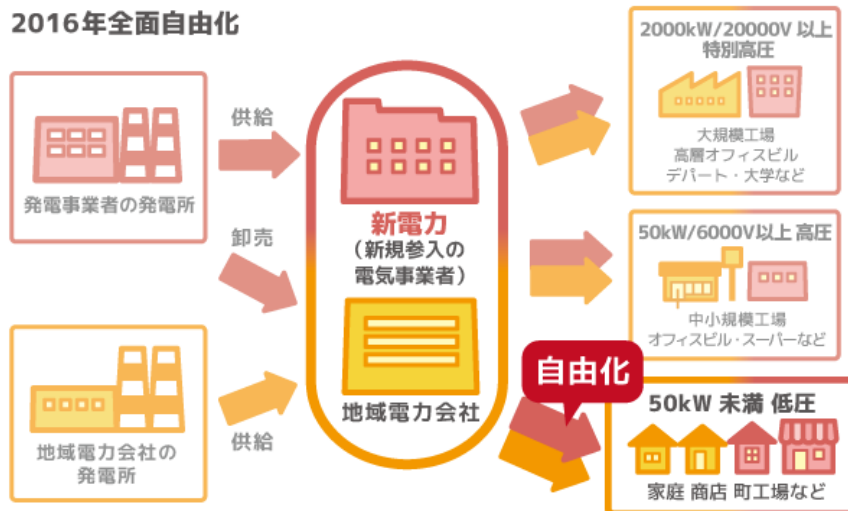 2016年全面自由化
発電事業者の発電所
供給
卸売
地域電力会社の
発電所
供給
新電力
(新規参入の
電気事業者)
地域電力会社
2000kW/20000V 以上
特別高圧
大規模工場
高層オフィスビル
デパート・大学など
50kW/6000V以上 高圧
中小規模工場
オフィスビル・スーパーなど
自由化
50kW 未満 低圧
家庭 商店 町工場など